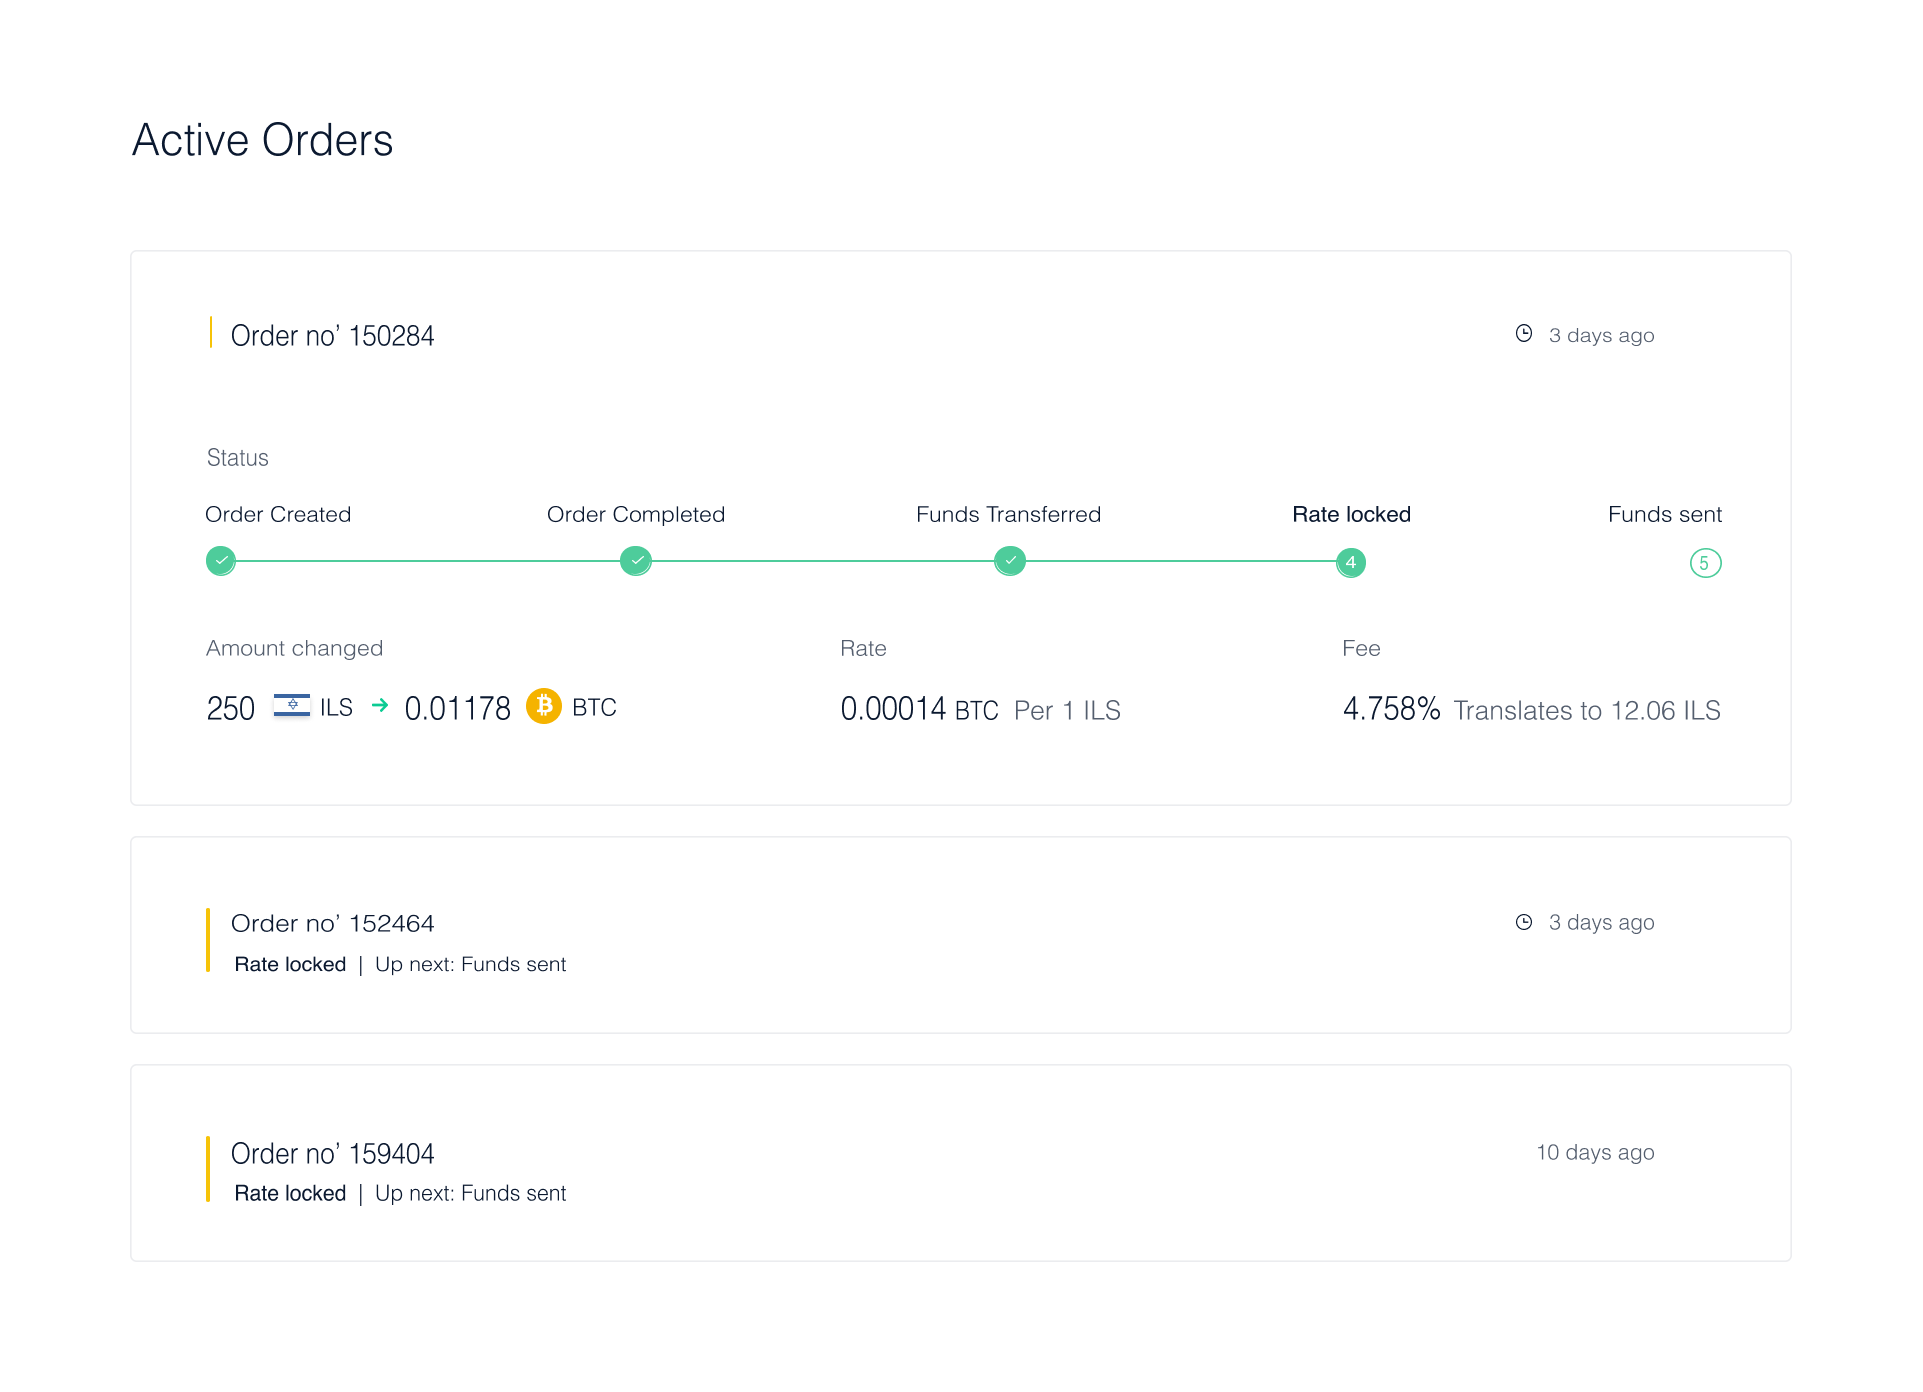 Active Orders
Order no’ 150284
3 days ago
Status
Order Created Order Completed Funds Transferred Rate locked Funds sent
4 5
Amount changed Rate Fee
250 ILS 0.01178 BTC 0.00014 BTC Per 1 ILS 4.758% Translates to 12.06 ILS
Order no’ 152464
3 days ago
Rate locked | Up next: Funds sent
Order no’ 159404
10 days ago
Rate locked | Up next: Funds sent